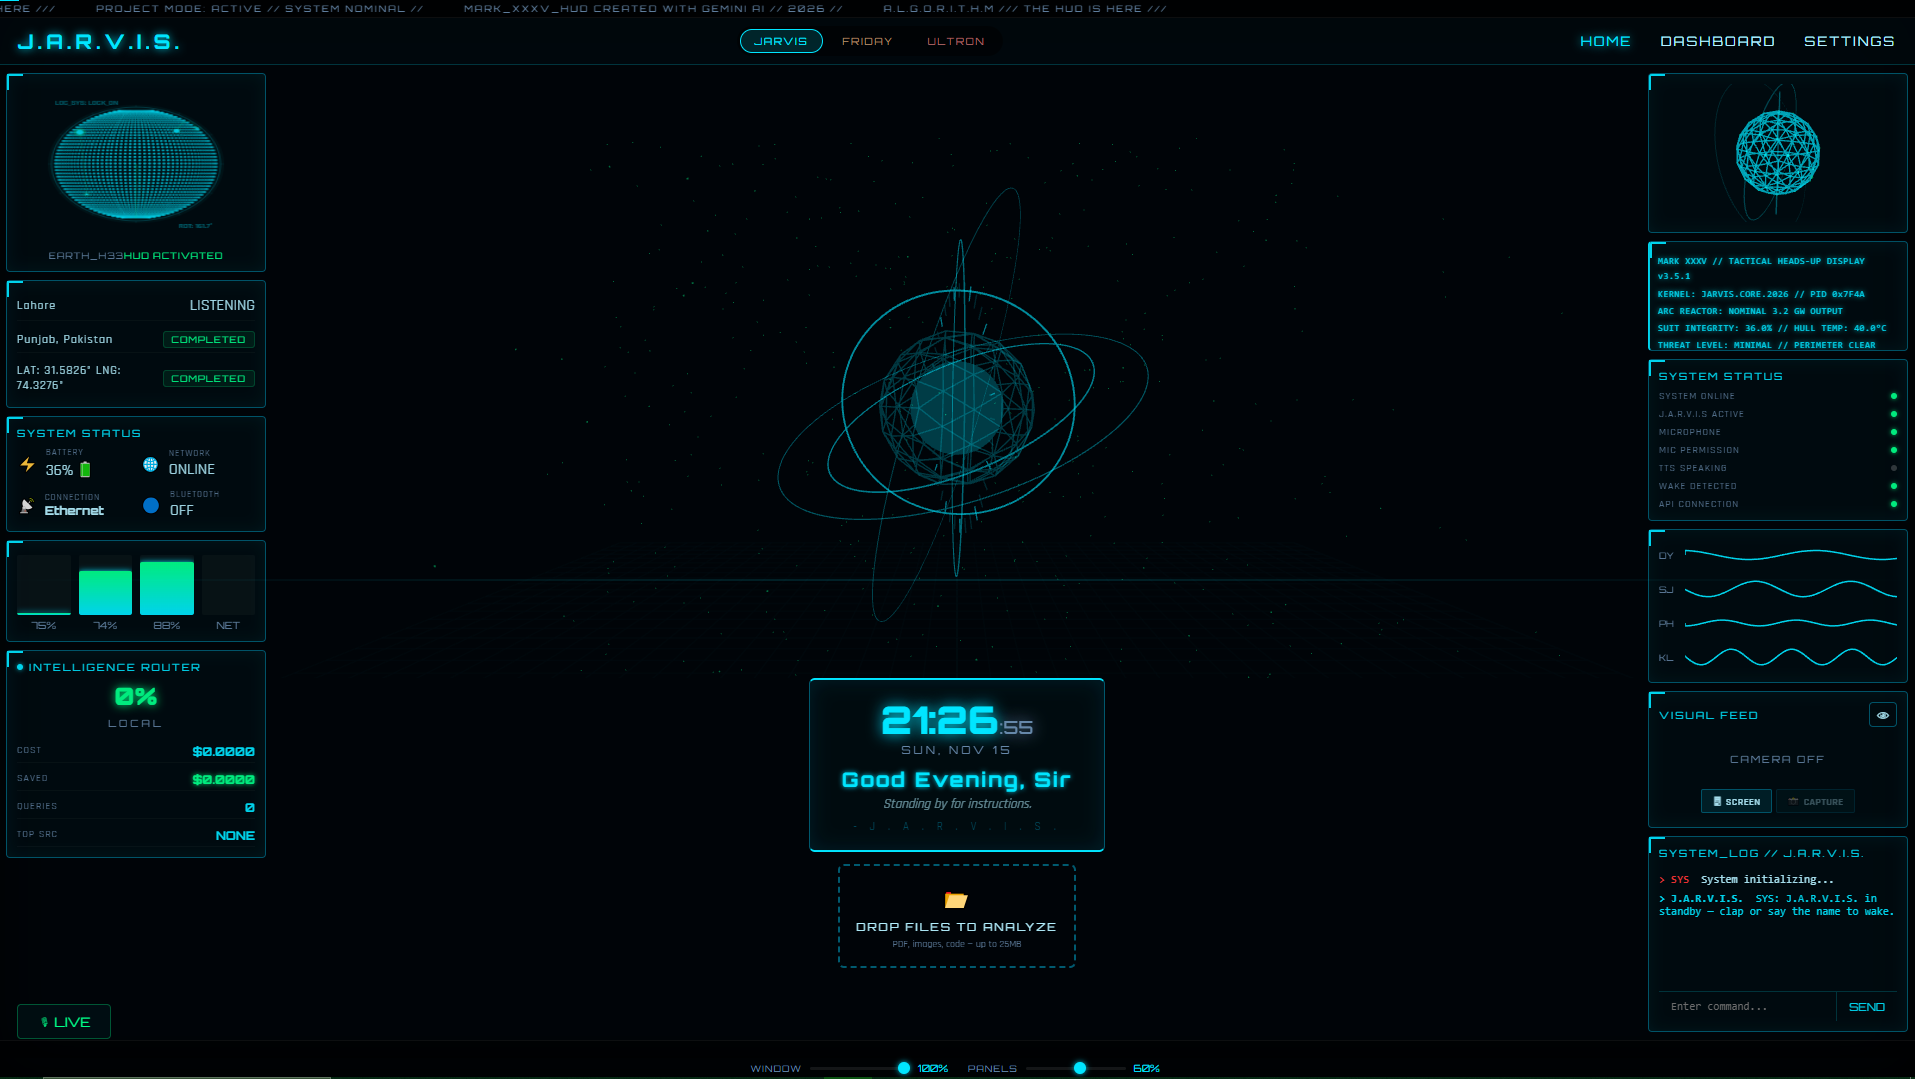 HERE ///
PROJECT MODE: ACTIVE // SYSTEM NOMINAL //
MARK_XXXV_HUD CREATED WITH GEMINI AI // 2026 //
A.L.G.O.R.I.T.H.M /// THE HUD IS HERE ///
J.A.R.V.I.S.
JARVIS
FRIDAY
ULTRON
HOME
DASHBOARD
SETTINGS
LOC_SYS: LOCK_ON
EARTH_H33HUD ACTIVATED
Lahore
LISTENING
Punjab, Pakistan
COMPLETED
LAT: 31.5826° LNG:
74.3276°
COMPLETED
SYSTEM STATUS
BATTERY
36%
NETWORK
ONLINE
CONNECTION
Ethernet
BLUETOOTH
OFF
75%
74%
88%
NET
INTELLIGENCE ROUTER
0%
LOCAL
COST
$0.0000
SAVED
$0.0000
QUERIES
0
TOP SRC
NONE
LIVE
21:26:55
SUN, NOV 15
Good Evening, Sir
Standing by for instructions.
- J.A.R.V.I.S.
DROP FILES TO ANALYZE
PDF, images, code — up to 25MB
WINDOW
100%
PANELS
60%
MARK XXXV // TACTICAL HEADS-UP DISPLAY
v3.5.1
KERNEL: JARVIS.CORE.2026 // PID 0x7F4A
ARC REACTOR: NOMINAL 3.2 GW OUTPUT
SUIT INTEGRITY: 36.0% // HULL TEMP: 40.0°C
THREAT LEVEL: MINIMAL // PERIMETER CLEAR
SYSTEM STATUS
SYSTEM ONLINE
J.A.R.V.I.S ACTIVE
MICROPHONE
MIC PERMISSION
TTS SPEAKING
WAKE DETECTED
API CONNECTION
DY
SJ
PH
KL
VISUAL FEED
CAMERA OFF
SCREEN
CAPTURE
SYSTEM_LOG // J.A.R.V.I.S.
> SYS System initializing...
> J.A.R.V.I.S. SYS: J.A.R.V.I.S. in
standby — clap or say the name to wake.
Enter command...
SEND